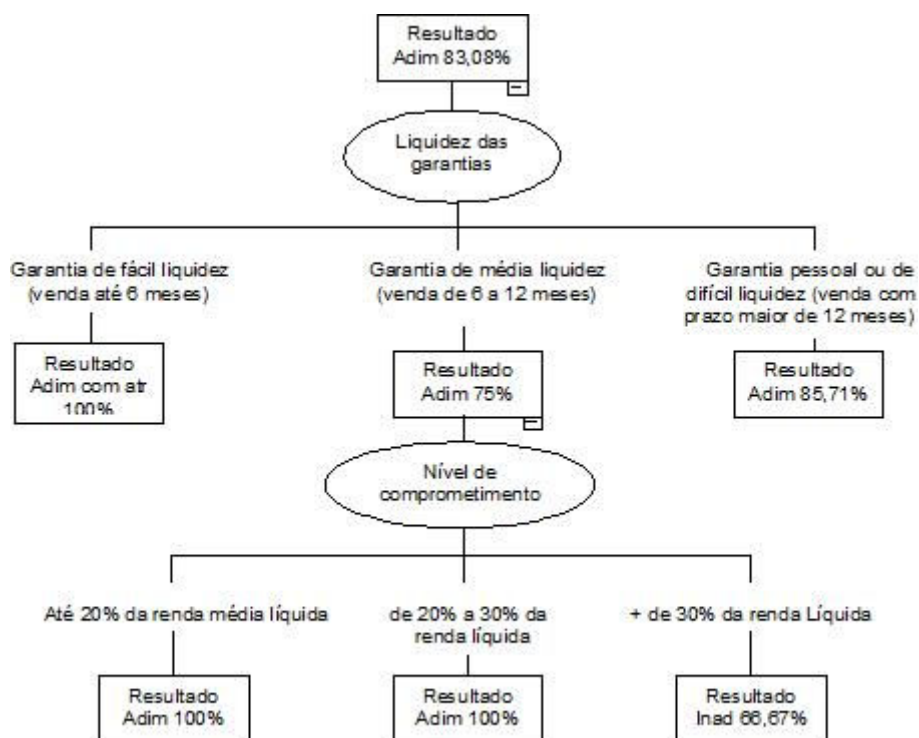 Resultado
Adim 83,08%
Liquidez das
garantias
Garantia de fácil liquidez
(venda até 6 meses)
Garantia de média liquidez
(venda de 6 a 12 meses)
Garantia pessoal ou de
difícil liquidez (venda com
prazo maior de 12 meses)
Resultado
Adim com atr
100%
Resultado
Adim 75%
Resultado
Adim 85,71%
Nível de
comprometimento
Até 20% da renda média líquida
de 20% a 30% da
renda líquida
+ de 30% da renda Líquida
Resultado
Adim 100%
Resultado
Adim 100%
Resultado
Inad 66,67%